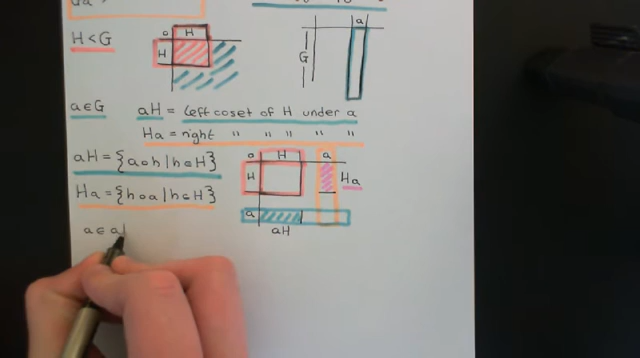 o H
H < G
H
a
G
a ∈ G
aH = left coset of H under a
Ha = right " " " " "
aH = {a∘h | h ∈ H}
o H a
H
Ha
Ha = {h∘a | h ∈ H}
a
aH
a ∈ a